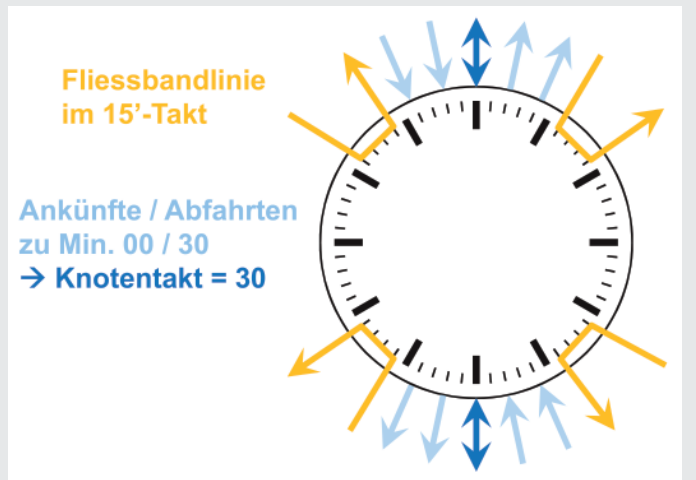 Fliessbandlinie
im 15’-Takt
Ankünfte / Abfahrten
zu Min. 00 / 30
→ Knotentakt = 30